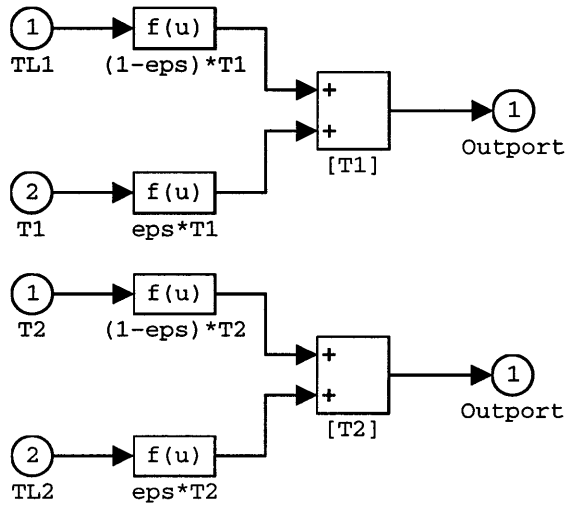 1 f(u)
TL1 (1-eps)*T1
+
1
+
Outport
[T1]
2 f(u)
T1 eps*T1
1 f(u)
T2 (1-eps)*T2
+
1
+
Outport
[T2]
2 f(u)
TL2 eps*T2